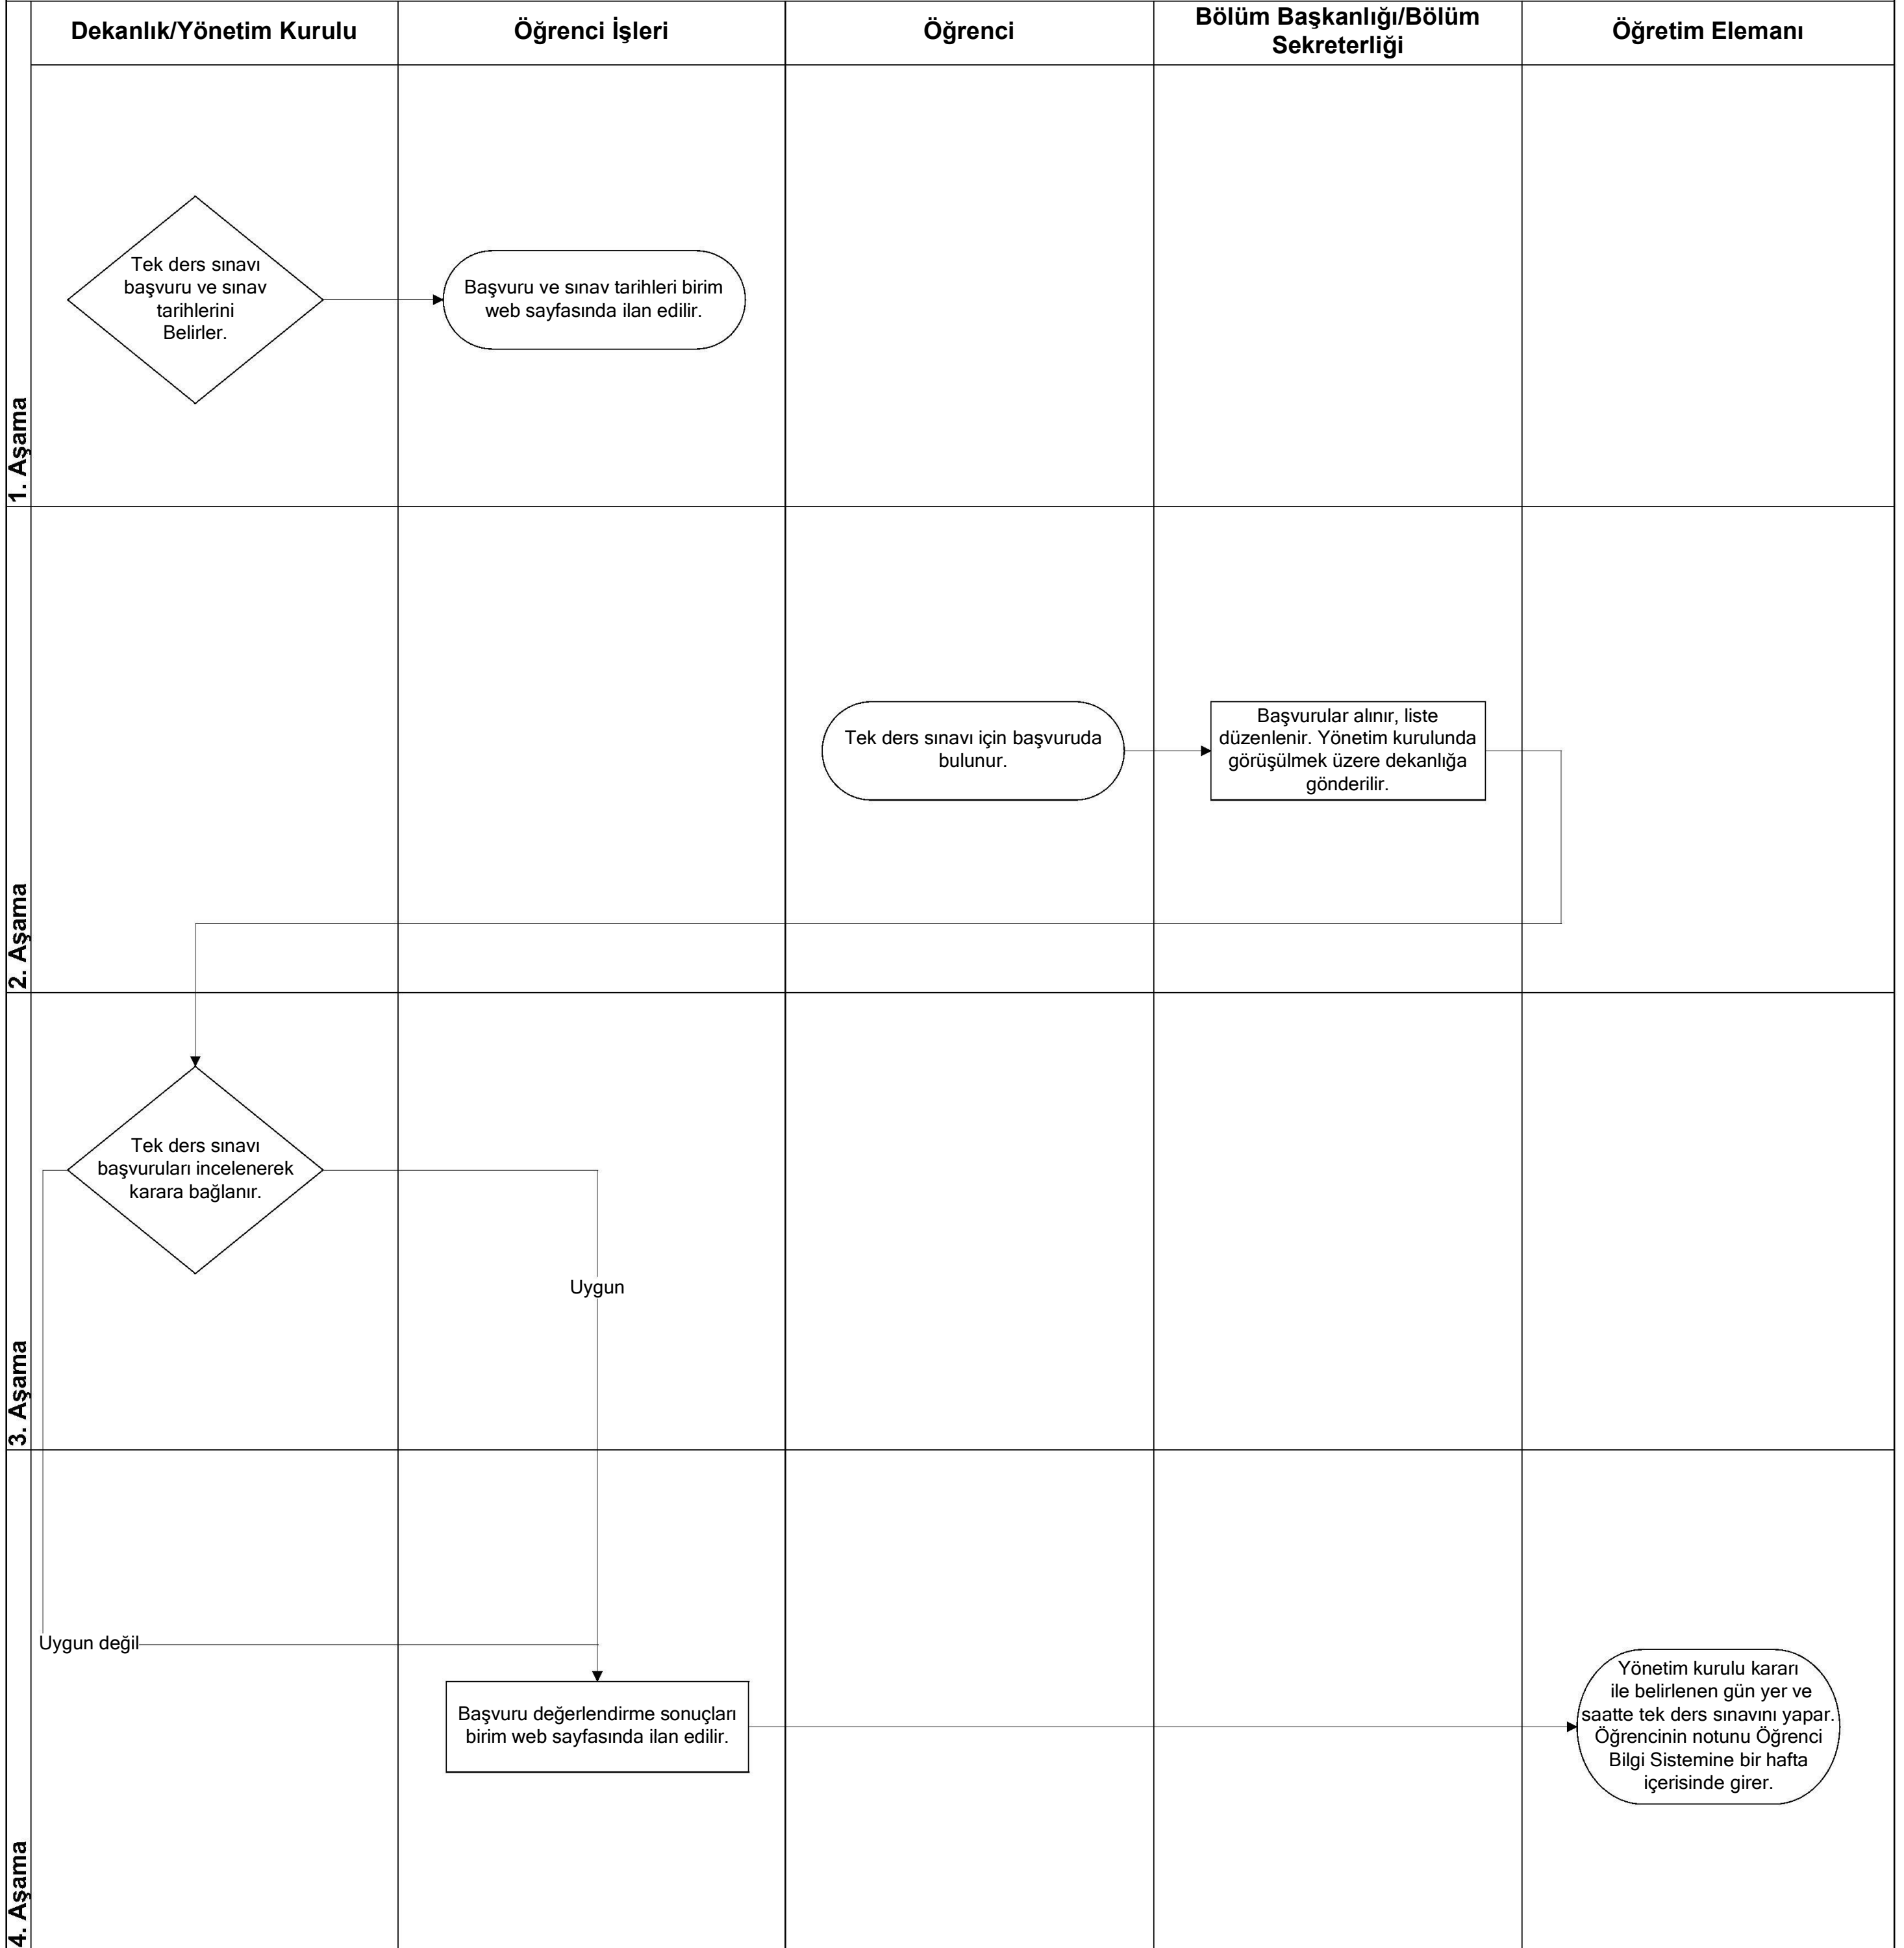 Dekanlık/Yönetim Kurulu
Öğrenci İşleri
Öğrenci
Bölüm Başkanlığı/Bölüm
Sekreterliği
Öğretim Elemanı
1. Aşama
Tek ders sınavı
başvuru ve sınav
tarihlerini
Belirler.
Başvuru ve sınav tarihleri birim
web sayfasında ilan edilir.
2. Aşama
Tek ders sınavı için başvuruda
bulunur.
Başvurular alınır, liste
düzenlenir. Yönetim kurulunda
görüşülmek üzere dekanlığa
gönderilir.
3. Aşama
Tek ders sınavı
başvuruları incelenerek
karara bağlanır.
Uygun
4. Aşama
Uygun değil
Başvuru değerlendirme sonuçları
birim web sayfasında ilan edilir.
Yönetim kurulu kararı
ile belirlenen gün yer ve
saatte tek ders sınavını yapar.
Öğrencinin notunu Öğrenci
Bilgi Sistemine bir hafta
içerisinde girer.